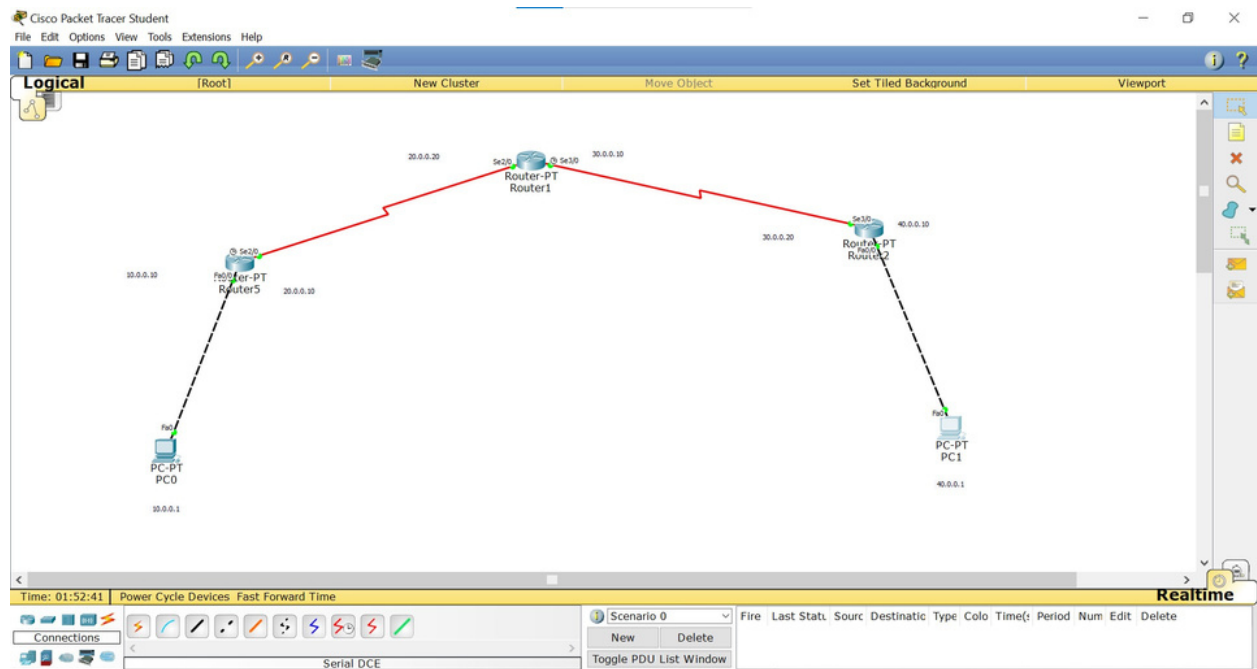 Cisco Packet Tracer Student
File Edit Options View Tools Extensions Help
Logical [Root] New Cluster Move Object Set Tiled Background Viewport
20.0.0.20
Se2/0
Se3/0
30.0.0.10
Router-PT
Router1
Se3/0
40.0.0.10
30.0.0.20
Router-PT
Router2
Fa0/0
Se2/0
10.0.0.10
Fa0/0
Router5
20.0.0.10
Fa0
PC-PT
PC0
10.0.0.1
Fa0
PC-PT
PC1
40.0.0.1
Time: 01:52:41 Power Cycle Devices Fast Forward Time Realtime
Connections
Serial DCE
Scenario 0
New Delete
Toggle PDU List Window
Fire Last Statu Sourc Destinatic Type Colo Time(s Period Num Edit Delete